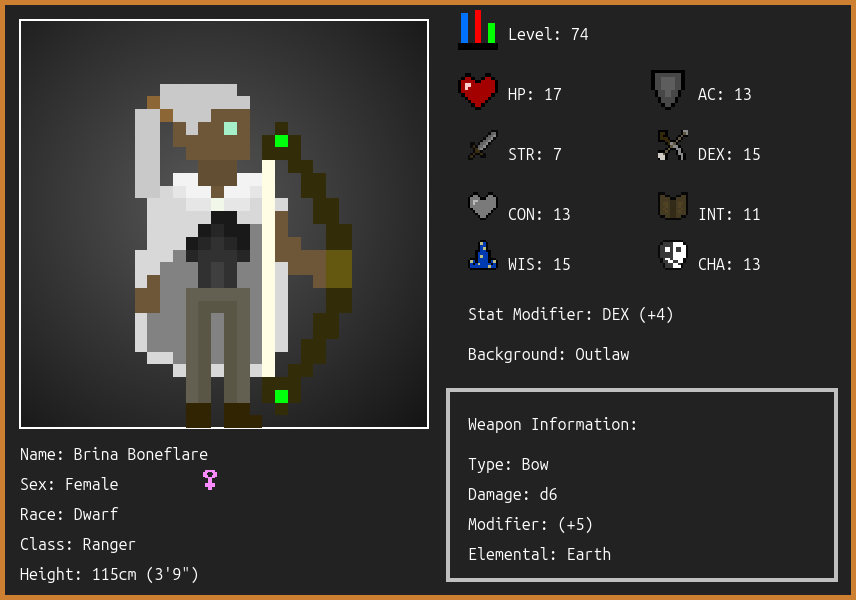 Level: 74
HP: 17
AC: 13
STR: 7
DEX: 15
CON: 13
INT: 11
WIS: 15
CHA: 13
Stat Modifier: DEX (+4)
Background: Outlaw
Weapon Information:
Type: Bow
Damage: d6
Modifier: (+5)
Elemental: Earth
Name: Brina Boneflare
Sex: Female
Race: Dwarf
Class: Ranger
Height: 115cm (3'9")